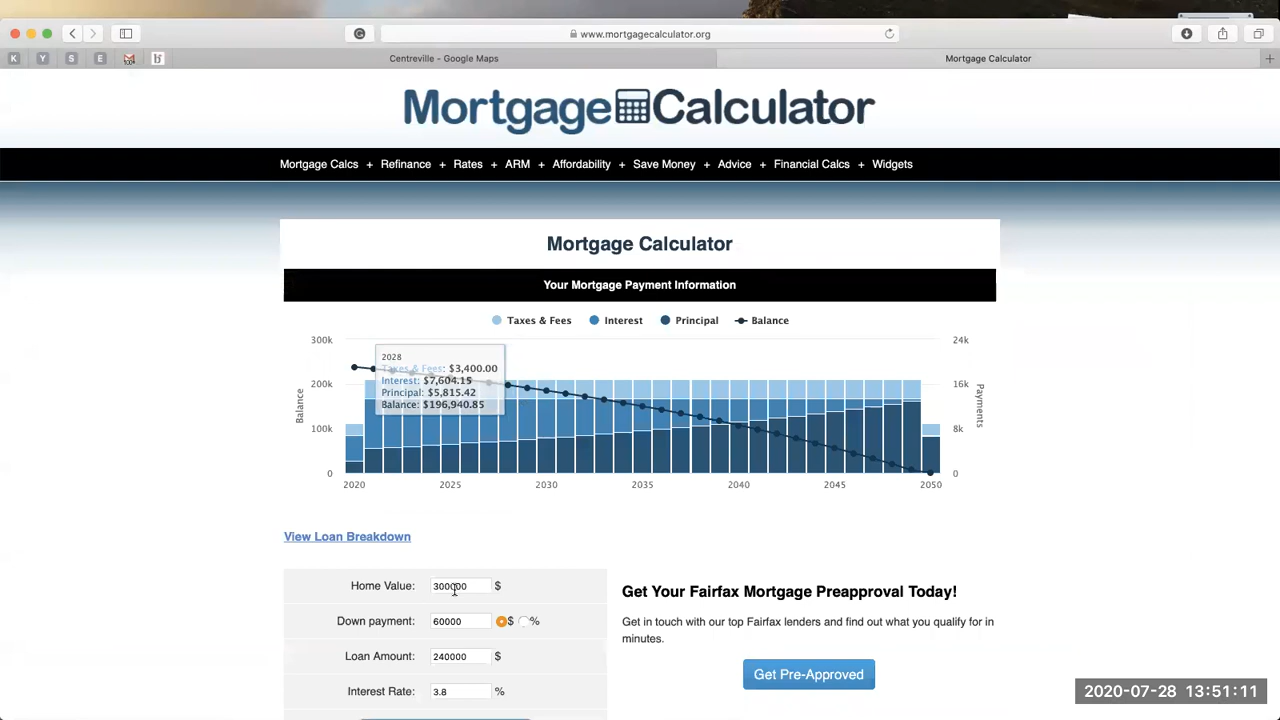 www.mortgagecalculator.org
K Y S E Centreville - Google Maps Mortgage Calculator
Mortgage Calculator
Mortgage Calcs + Refinance + Rates + ARM + Affordability + Save Money + Advice + Financial Calcs + Widgets
Mortgage Calculator
Your Mortgage Payment Information
Taxes & Fees Interest Principal Balance
300k 24k
2028
Taxes & Fees: $3,400.00
Interest: $7,604.15
Principal: $5,815.42
Balance: $196,940.85
200k 16k
Balance Payments
100k 8k
0 0
2020 2025 2030 2035 2040 2045 2050
View Loan Breakdown
Home Value: 300000 $
Down payment: 60000 $ %
Loan Amount: 240000 $
Interest Rate: 3.8 %
Get Your Fairfax Mortgage Preapproval Today!
Get in touch with our top Fairfax lenders and find out what you qualify for in
minutes.
Get Pre-Approved
2020-07-28 13:51:11